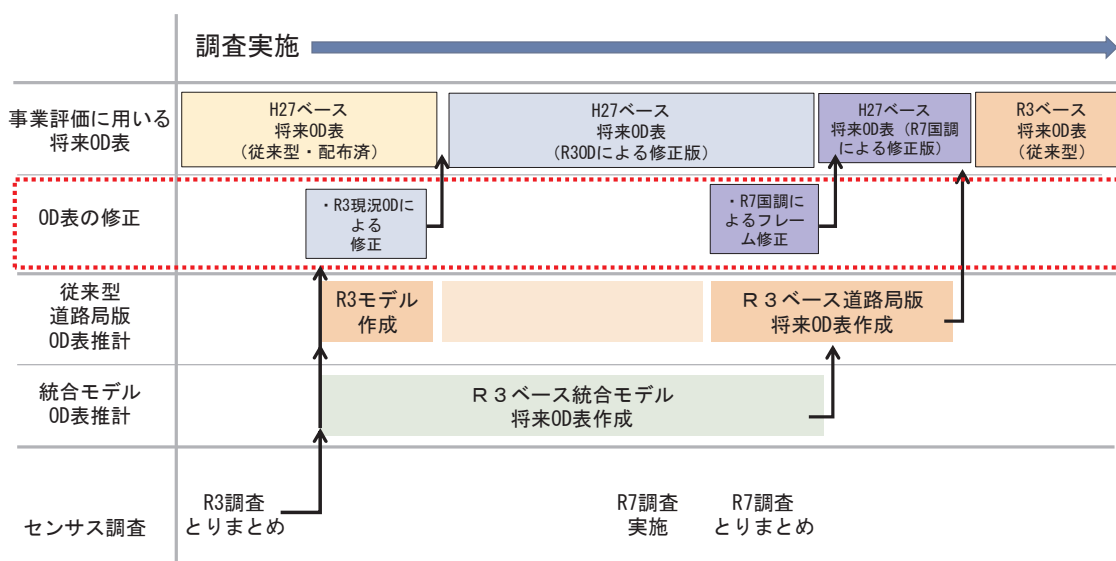 調査実施
事業評価に用いる
将来OD表
H27ベース
将来OD表
(従来型・配布済)
H27ベース
将来OD表
(R3ODによる修正版)
H27ベース
将来OD表(R7国調
による修正版)
R3ベース
将来OD表
(従来型)
OD表の修正
・R3現況ODに
よる
修正
・R7国調に
よるフレー
ム修正
従来型
道路局版
OD表推計
R3モデル
作成
R3ベース道路局版
将来OD表作成
統合モデル
OD表推計
R3ベース統合モデル
将来OD表作成
センサス調査
R3調査
とりまとめ
R7調査
実施
R7調査
とりまとめ